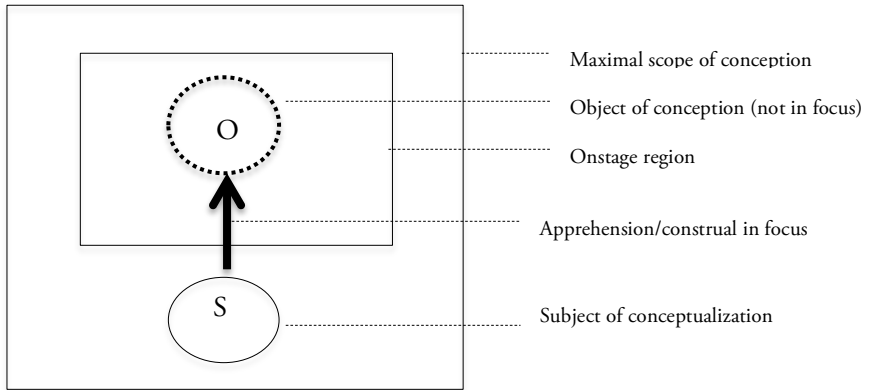 Maximal scope of conception
O
Object of conception (not in focus)
Onstage region
Apprehension/construal in focus
S
Subject of conceptualization